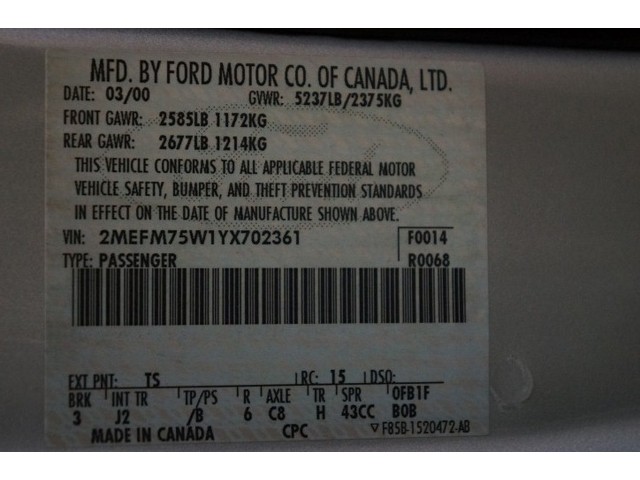 MFD. BY FORD MOTOR CO. OF CANADA, LTD.
DATE: 03/00 GVWR: 5237LB/2375KG
FRONT GAWR: 2585LB 1172KG
REAR GAWR: 2677LB 1214KG
THIS VEHICLE CONFORMS TO ALL APPLICABLE FEDERAL MOTOR
VEHICLE SAFETY, BUMPER, AND THEFT PREVENTION STANDARDS
IN EFFECT ON THE DATE OF MANUFACTURE SHOWN ABOVE.
VIN: 2MEFM75W1YX702361 F0014
TYPE: PASSENGER R0068
EXT PNT: TS RC: 15 DSO:
BRK INT TR TP/PS R AXLE TR SPR 0FB1F
3 J2 /B 6 C8 H 43CC BOB
MADE IN CANADA CPC ▽ F85B-1520472-AB